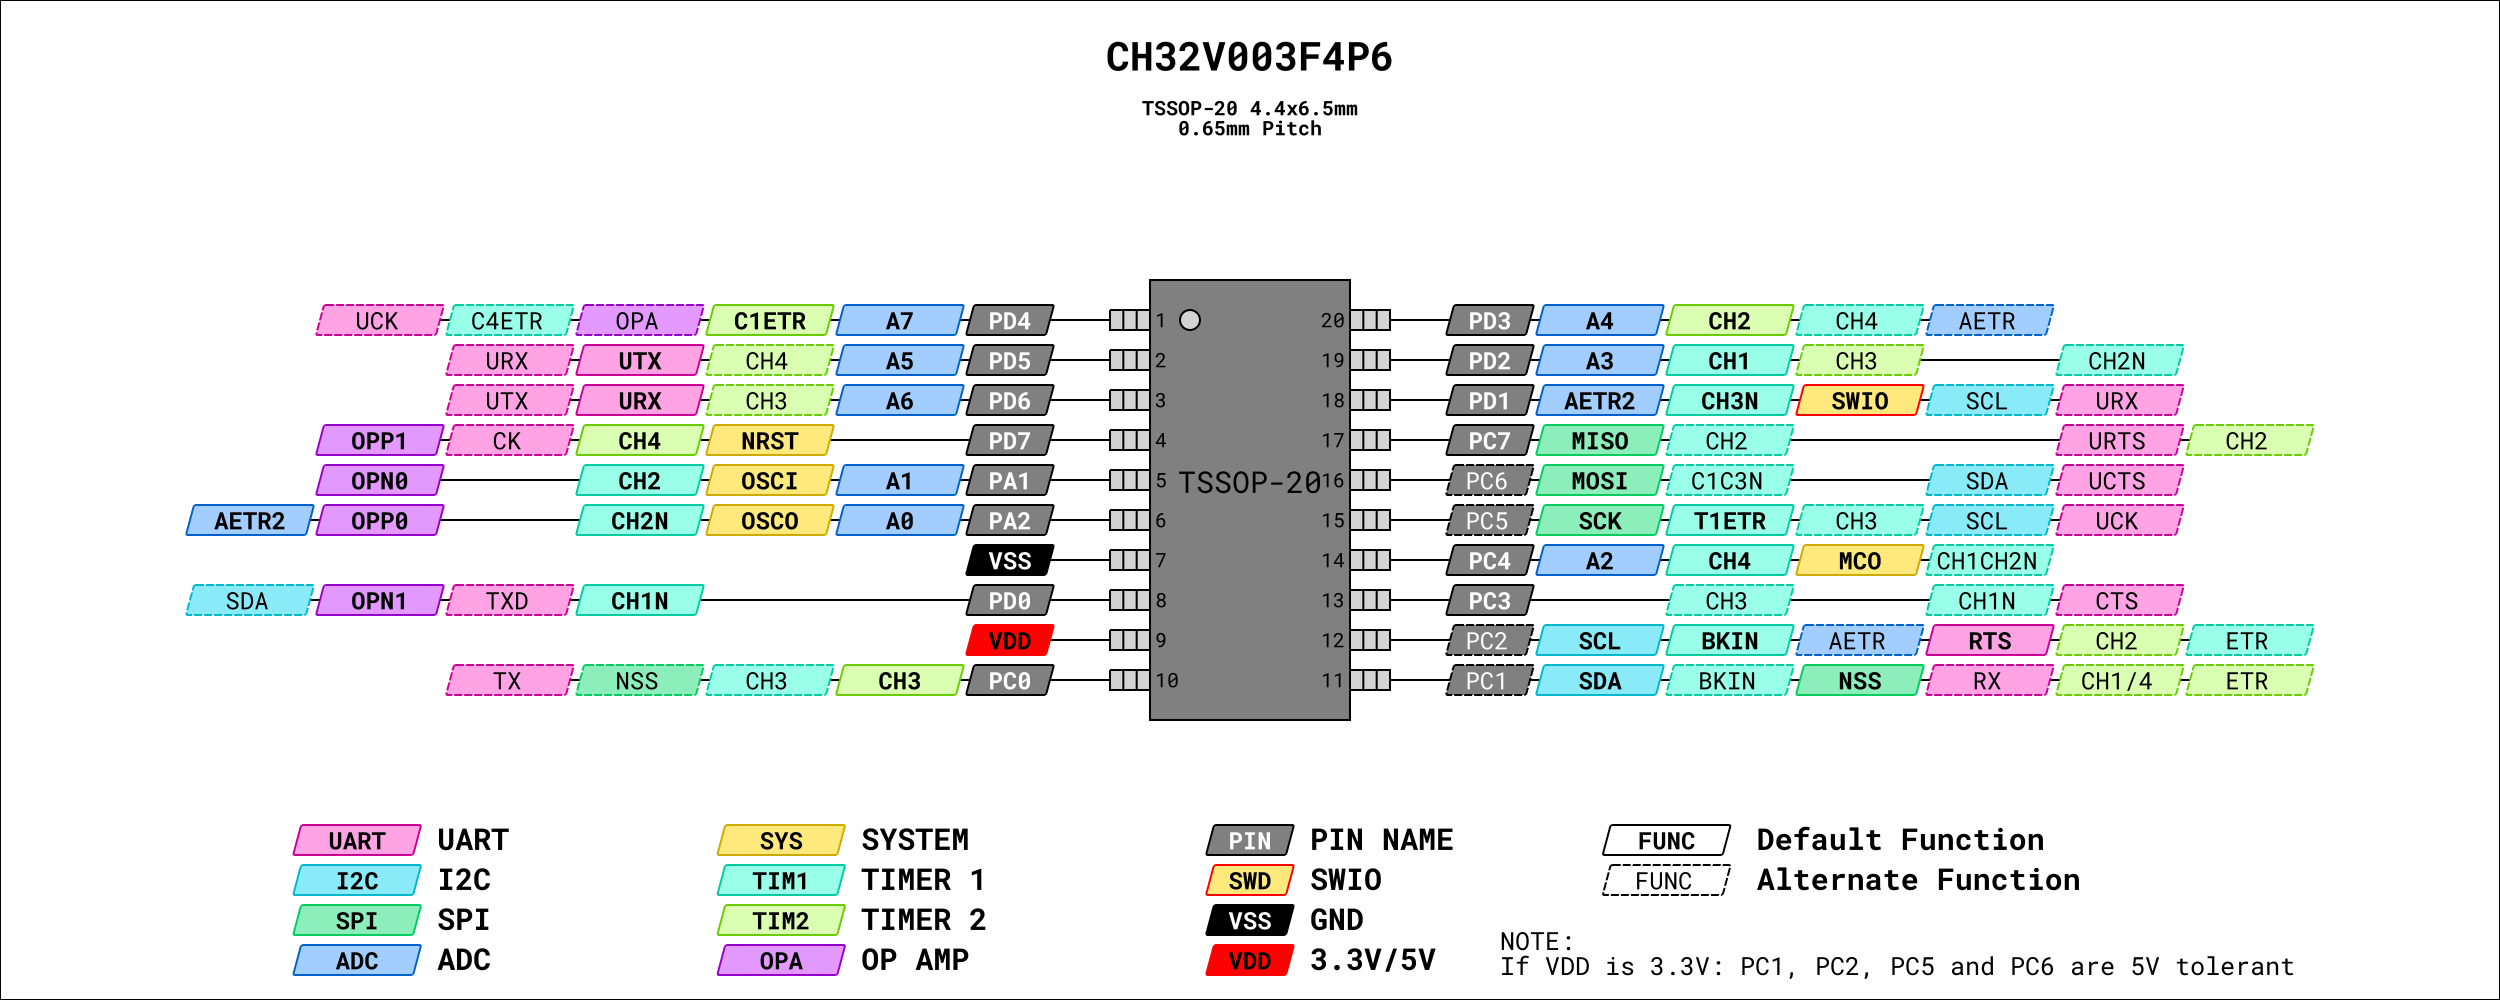 CH32V003F4P6
TSSOP-20 4.4x6.5mm
0.65mm Pitch
UCK C4ETR OPA C1ETR A7 PD4 1 20 PD3 A4 CH2 CH4 AETR
URX UTX CH4 A5 PD5 2 19 PD2 A3 CH1 CH3 CH2N
UTX URX CH3 A6 PD6 3 18 PD1 AETR2 CH3N SWIO SCL URX
OPP1 CK CH4 NRST PD7 4 17 PC7 MISO CH2 URTS CH2
OPN0 CH2 OSCI A1 PA1 5 TSSOP-20 16 PC6 MOSI C1C3N SDA UCTS
AETR2 OPP0 CH2N OSCO A0 PA2 6 15 PC5 SCK T1ETR CH3 SCL UCK
VSS 7 14 PC4 A2 CH4 MCO CH1CH2N
SDA OPN1 TXD CH1N PD0 8 13 PC3 CH3 CH1N CTS
VDD 9 12 PC2 SCL BKIN AETR RTS CH2 ETR
TX NSS CH3 CH3 PC0 10 11 PC1 SDA BKIN NSS RX CH1/4 ETR
UART UART SYS SYSTEM PIN PIN NAME FUNC Default Function
I2C I2C TIM1 TIMER 1 SWD SWIO FUNC Alternate Function
SPI SPI TIM2 TIMER 2 VSS GND
ADC ADC OPA OP AMP VDD 3.3V/5V
NOTE:
If VDD is 3.3V: PC1, PC2, PC5 and PC6 are 5V tolerant